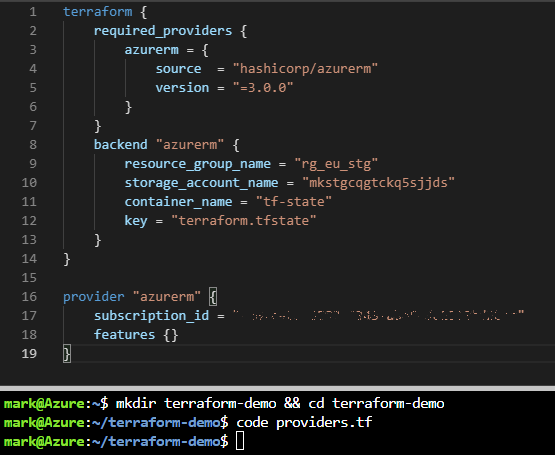 1 terraform {
2 required_providers {
3 azurerm = {
4 source = "hashicorp/azurerm"
5 version = "=3.0.0"
6 }
7 }
8 backend "azurerm" {
9 resource_group_name = "rg_eu_stg"
10 storage_account_name = "mkstgcqgtckq5sjjds"
11 container_name = "tf-state"
12 key = "terraform.tfstate"
13 }
14 }
15
16 provider "azurerm" {
17 subscription_id = "
18 features {}
19 }
mark@Azure:~$ mkdir terraform-demo && cd terraform-demo
mark@Azure:~/terraform-demo$ code providers.tf
mark@Azure:~/terraform-demo$